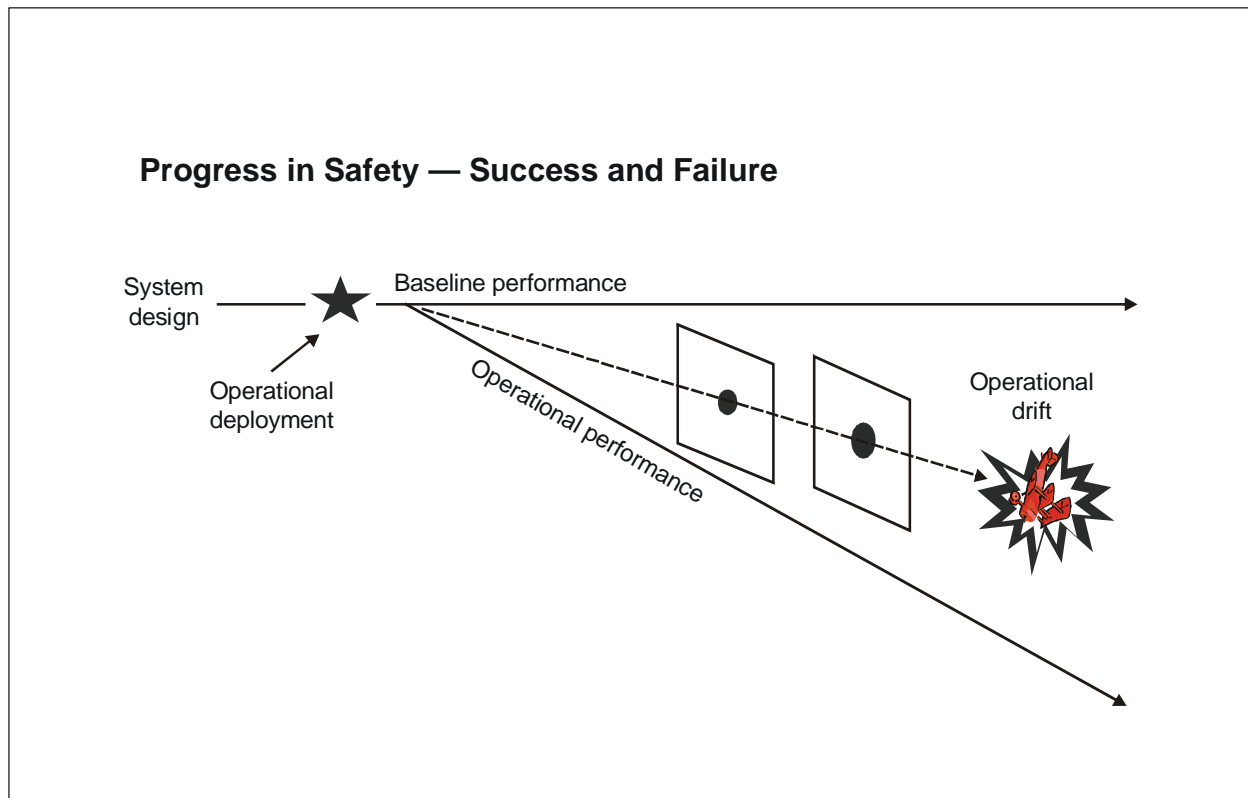 Progress in Safety — Success and Failure
System
design
Baseline performance
Operational
deployment
Operational performance
Operational
drift